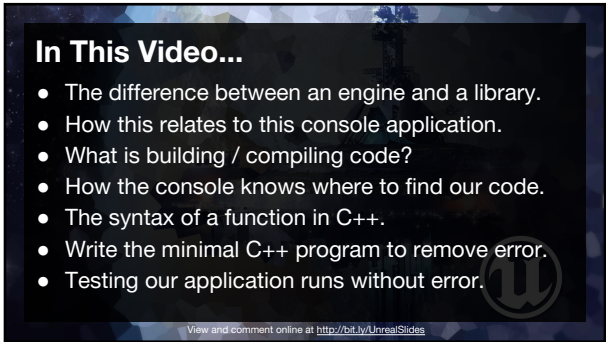 In This Video...
● The difference between an engine and a library.
● How this relates to this console application.
● What is building / compiling code?
● How the console knows where to find our code.
● The syntax of a function in C++.
● Write the minimal C++ program to remove error.
● Testing our application runs without error.
View and comment online at http://bit.ly/UnrealSlides